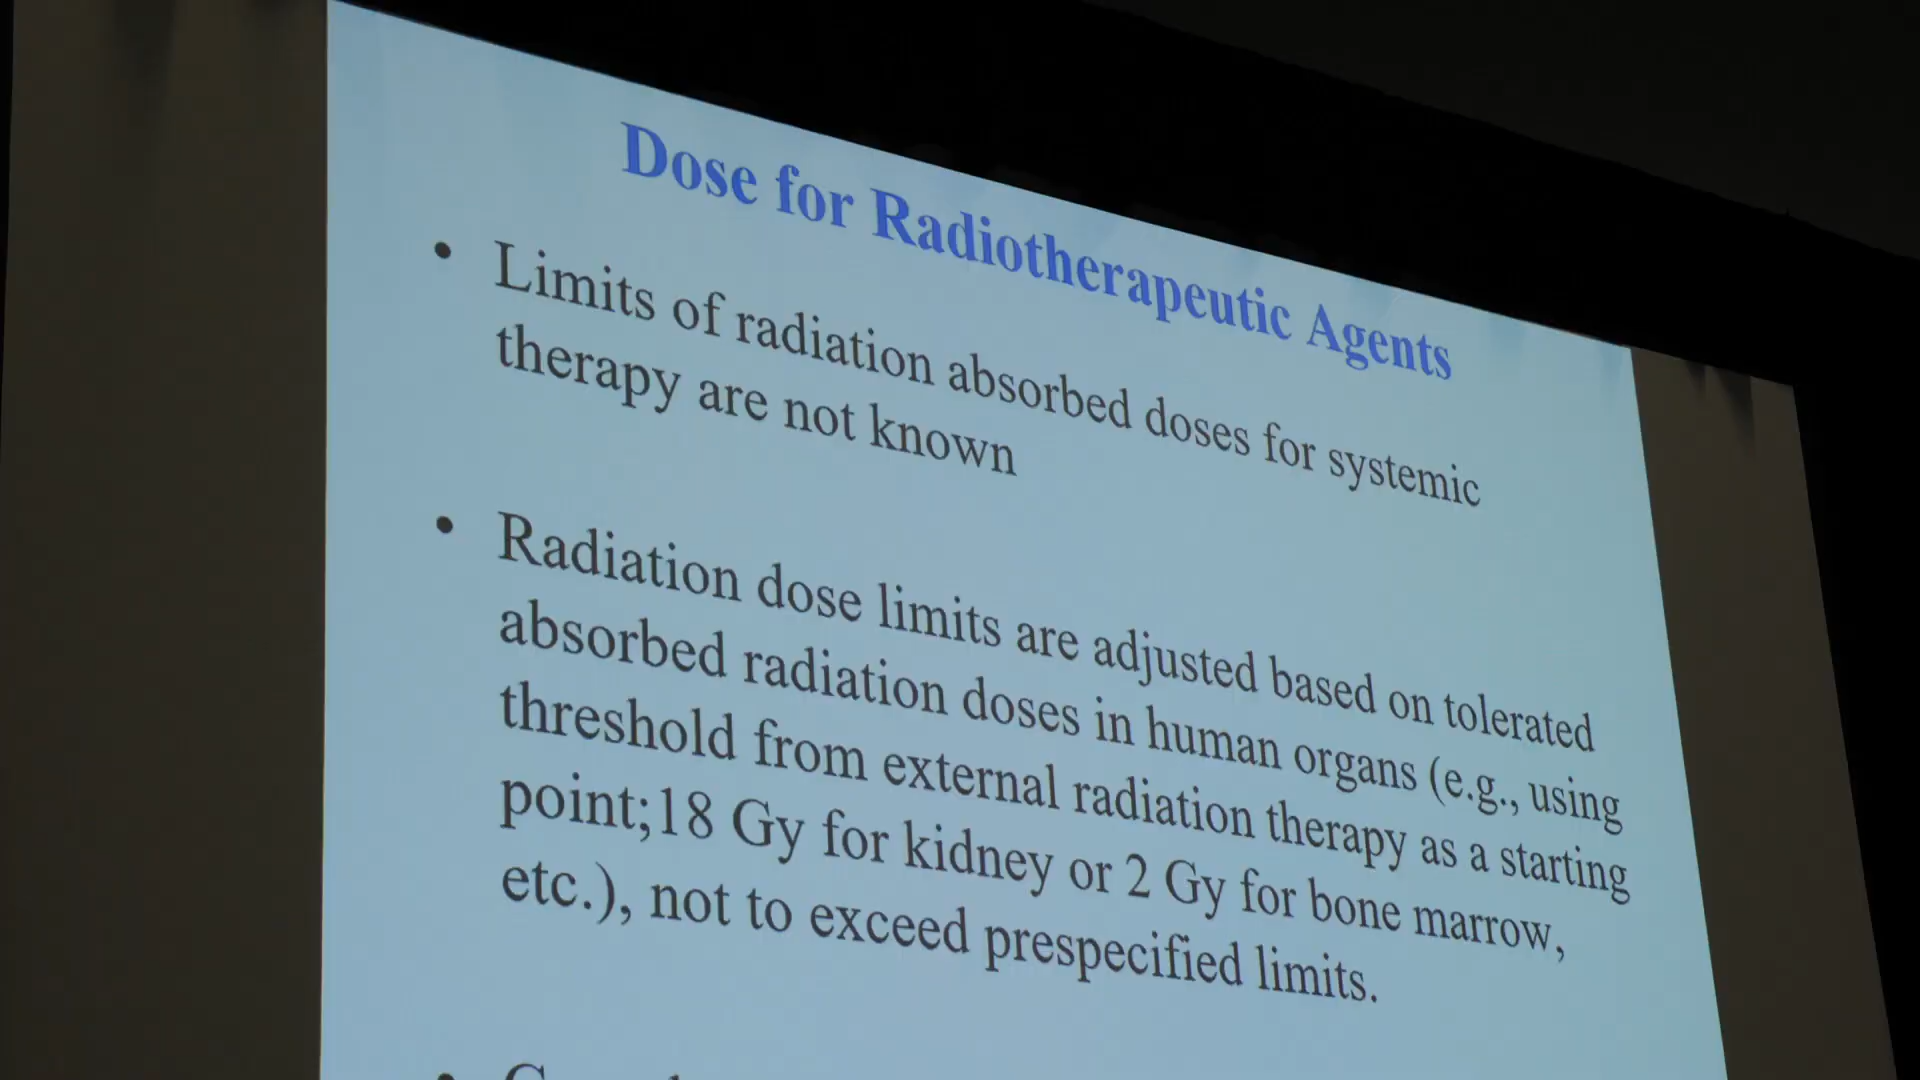 Dose for Radiotherapeutic Agents
• Limits of radiation absorbed doses for systemic
therapy are not known
• Radiation dose limits are adjusted based on tolerated
absorbed radiation doses in human organs (e.g., using
threshold from external radiation therapy as a starting
point;18 Gy for kidney or 2 Gy for bone marrow,
etc.), not to exceed prespecified limits.